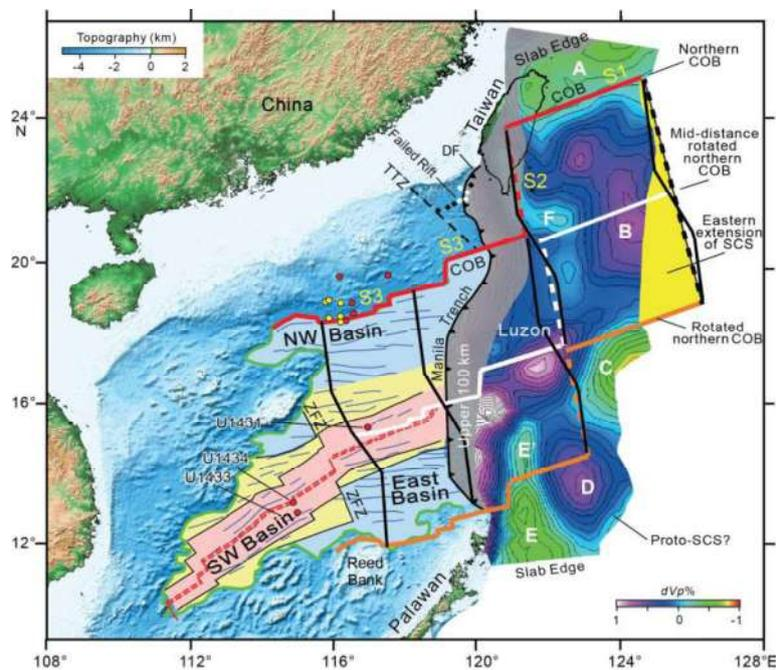 Topography (km)
-4 -2 0 2
China
Taiwan
Slab Edge
A
COB
S1
Northern
COB
24°
N
Failed Rift
DF
TTZ
S2
Mid-distance
rotated
northern
COB
F
B
Eastern
extension
of SCS
20°
S3
COB
S3
NW Basin
Manila
Trench
Luzon
Upper 100 km
Rotated
northern COB
C
16°
U1431
ZFZ
U1434
U1433
E'
East
Basin
ZFZ
D
SW Basin
E
Proto-SCS?
12°
Reed
Bank
Slab Edge
Palawan
dVp%
1 0 -1
108 112 116 120 124 128°E